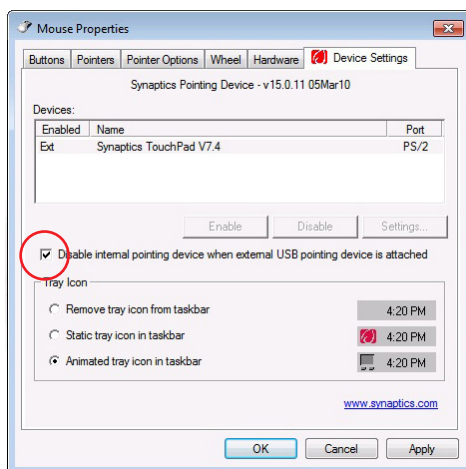 Mouse Properties
Buttons Pointers Pointer Options Wheel Hardware Device Settings
Synaptics Pointing Device - v15.0.11 05Mar10
Devices:
Enabled Name Port
Ext Synaptics TouchPad V7.4 PS/2
Enable Disable Settings...
Disable internal pointing device when external USB pointing device is attached
Tray Icon
Remove tray icon from taskbar 4:20 PM
Static tray icon in taskbar 4:20 PM
Animated tray icon in taskbar 4:20 PM
www.synaptics.com
OK Cancel Apply